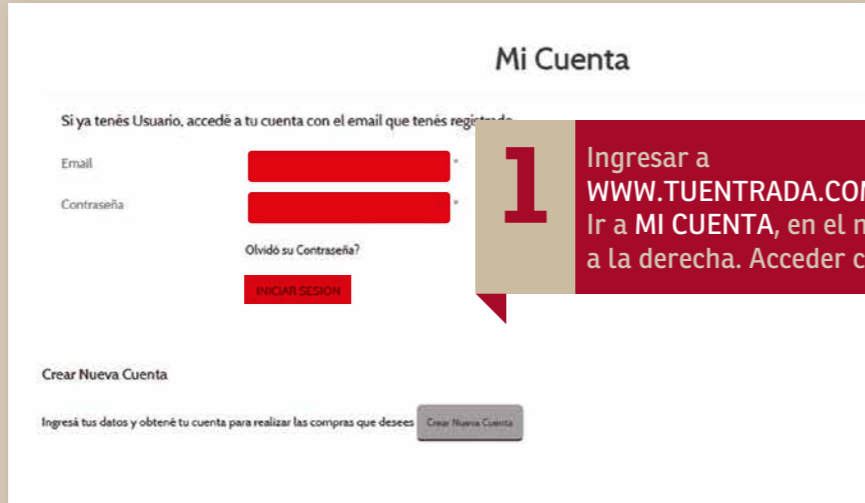 Mi Cuenta
Si ya tenés Usuario, accedé a tu cuenta con el email que tenés registrado
Email *
Contraseña *
Olvidó su Contraseña?
INICIAR SESION
1
Ingresar a
WWW.TUENTRADA.COM
Ir a MI CUENTA, en el
a la derecha. Acceder
Crear Nueva Cuenta
Ingresá tus datos y obtené tu cuenta para realizar las compras que desees Crear Nueva Cuenta